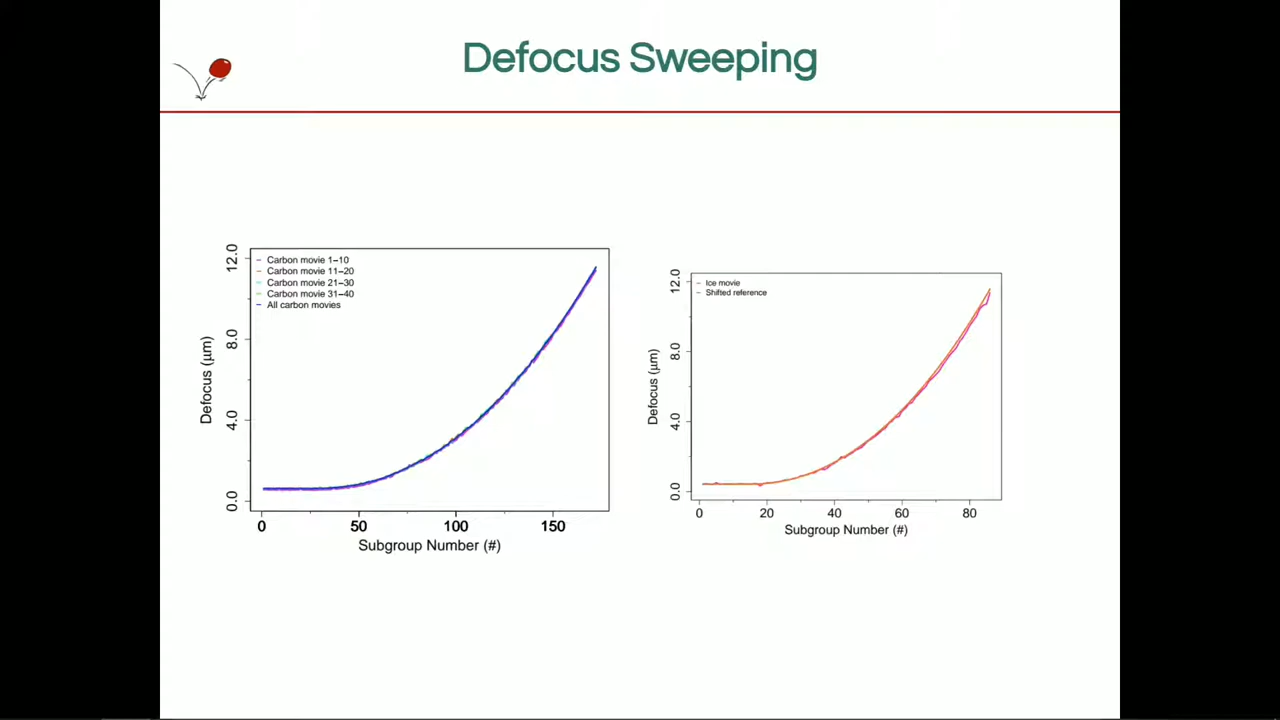 Defocus Sweeping
Carbon movie 1–10
Carbon movie 11–20
Carbon movie 21–30
Carbon movie 31–40
All carbon movies
12.0
8.0
4.0
0.0
Defocus (μm)
0 50 100 150
Subgroup Number (#)
Ice movie
Shifted reference
12.0
8.0
4.0
0.0
Defocus (μm)
0 20 40 60 80
Subgroup Number (#)